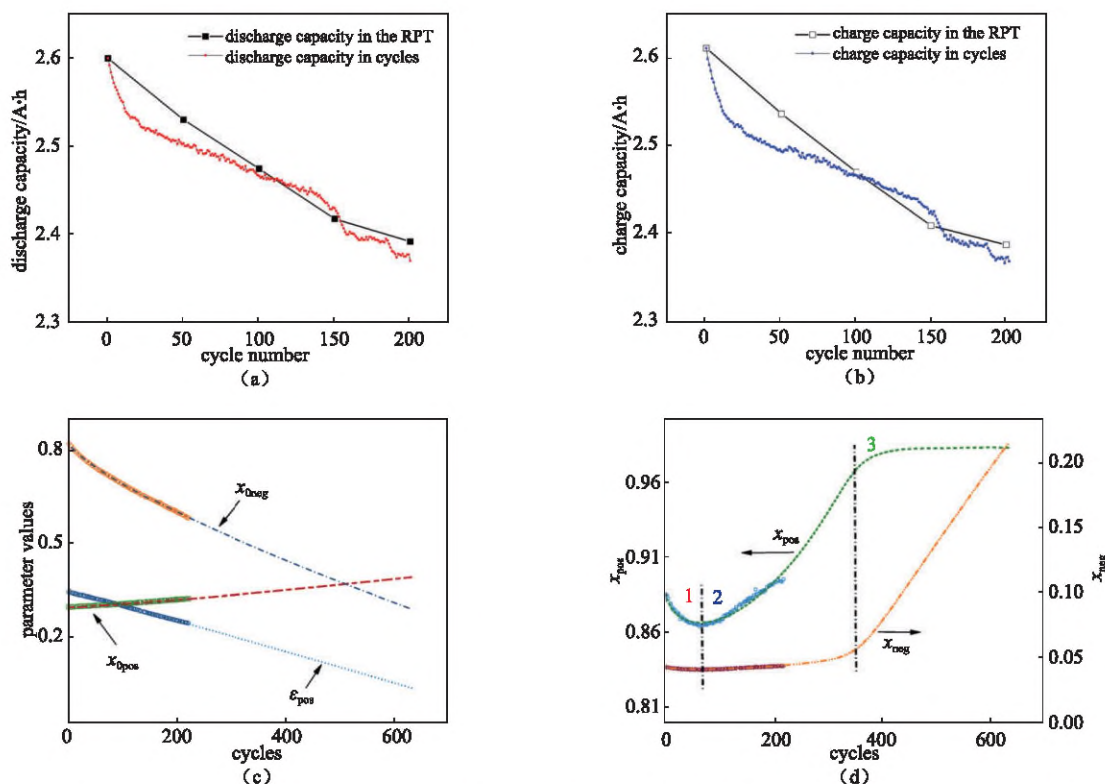 discharge capacity in the RPT
discharge capacity in cycles
2.6
2.5
2.4
2.3
discharge capacity/A·h
0 50 100 150 200
cycle number
(a)
charge capacity in the RPT
charge capacity in cycles
2.6
2.5
2.4
2.3
charge capacity/A·h
0 50 100 150 200
cycle number
(b)
0.8
0.5
0.2
parameter values
x0neg
x0pos
εpos
0 200 400 600
cycles
(c)
0.96
0.91
0.86
0.81
xpos
1 2 3
xpos
xneg
0.20
0.15
0.10
0.05
0.00
xneg
0 200 400 600
cycles
(d)